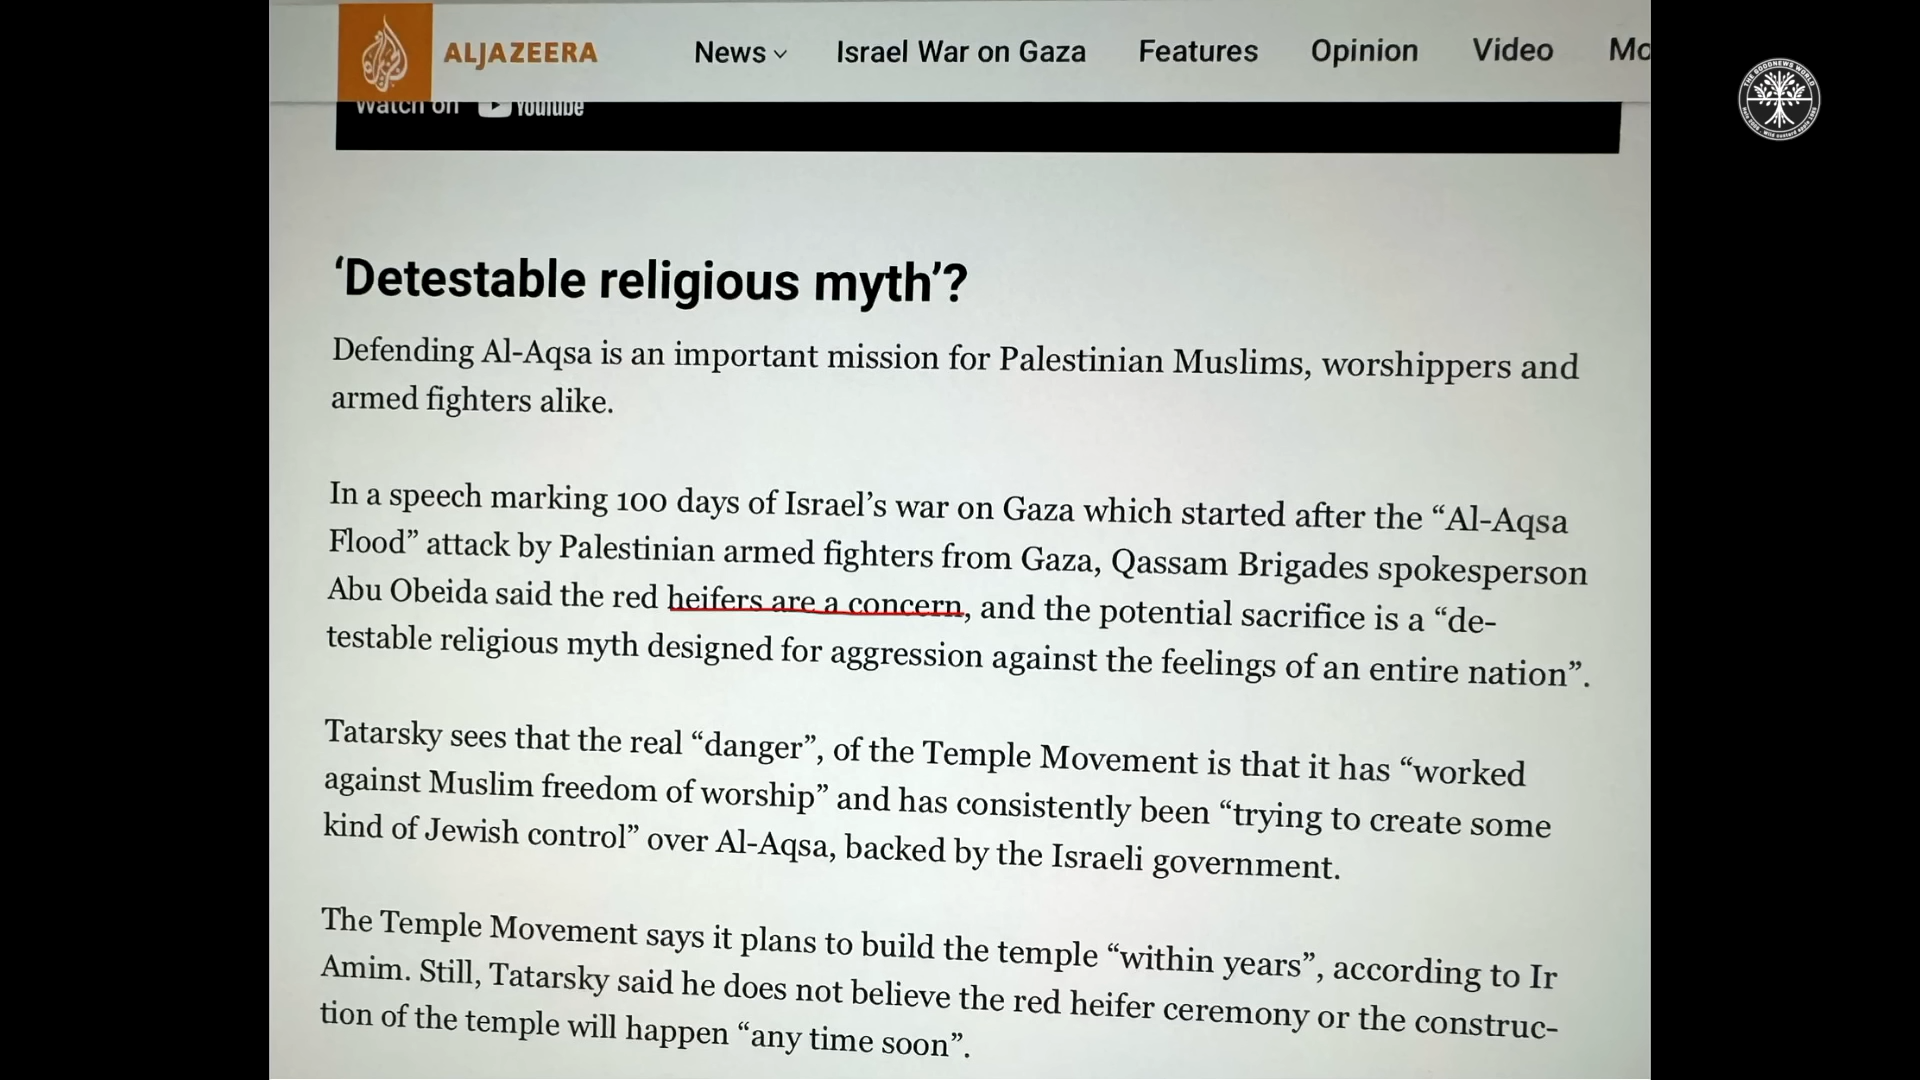 ALJAZEERA
News
Israel War on Gaza
Features
Opinion
Video
Mo
Watch on YouTube
THE GOODNEWS WORLD
‘Detestable religious myth’?
Defending Al-Aqsa is an important mission for Palestinian Muslims, worshippers and
armed fighters alike.
In a speech marking 100 days of Israel’s war on Gaza which started after the “Al-Aqsa
Flood” attack by Palestinian armed fighters from Gaza, Qassam Brigades spokesperson
Abu Obeida said the red heifers are a concern, and the potential sacrifice is a “de-
testable religious myth designed for aggression against the feelings of an entire nation”.
Tatarsky sees that the real “danger”, of the Temple Movement is that it has “worked
against Muslim freedom of worship” and has consistently been “trying to create some
kind of Jewish control” over Al-Aqsa, backed by the Israeli government.
The Temple Movement says it plans to build the temple “within years”, according to Ir
Amim. Still, Tatarsky said he does not believe the red heifer ceremony or the construc-
tion of the temple will happen “any time soon”.